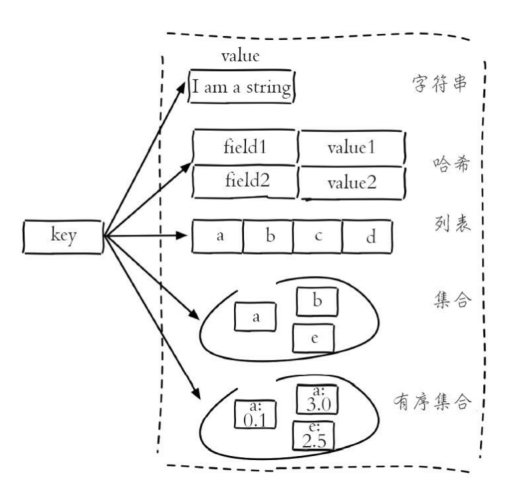 value
I am a string
字符串
field1 value1
哈希
field2 value2
列表
key
a b c d
集合
b
a
e
有序集合
a:
3.0
a:
0.1
e:
2.5